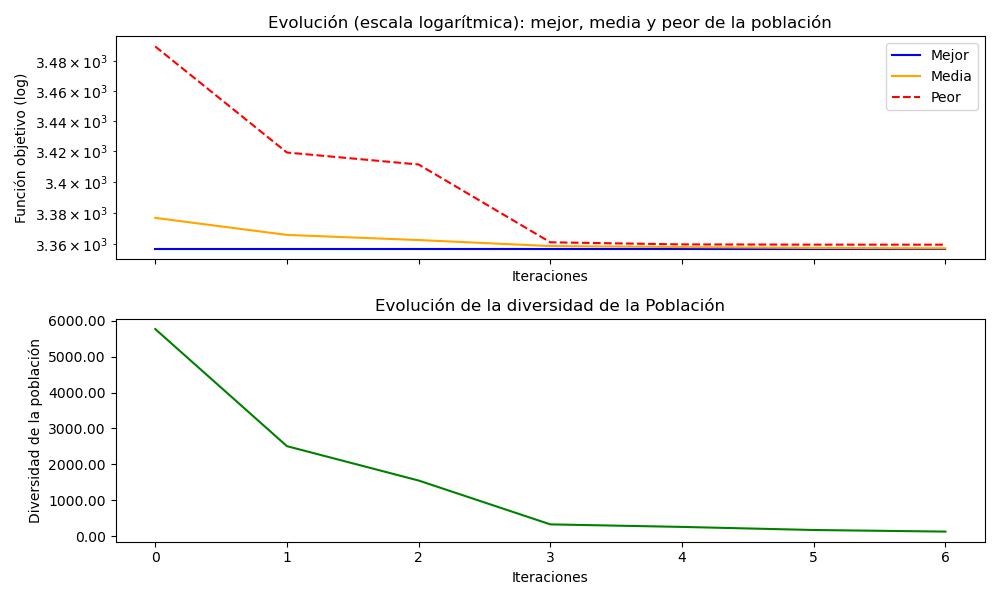 Evolución (escala logarítmica): mejor, media y peor de la población
Función objetivo (log)
3.48 × 10³
3.46 × 10³
3.44 × 10³
3.42 × 10³
3.4 × 10³
3.38 × 10³
3.36 × 10³
Mejor
Media
Peor
Iteraciones
Evolución de la diversidad de la Población
Diversidad de la población
6000.00
5000.00
4000.00
3000.00
2000.00
1000.00
0.00
0 1 2 3 4 5 6
Iteraciones